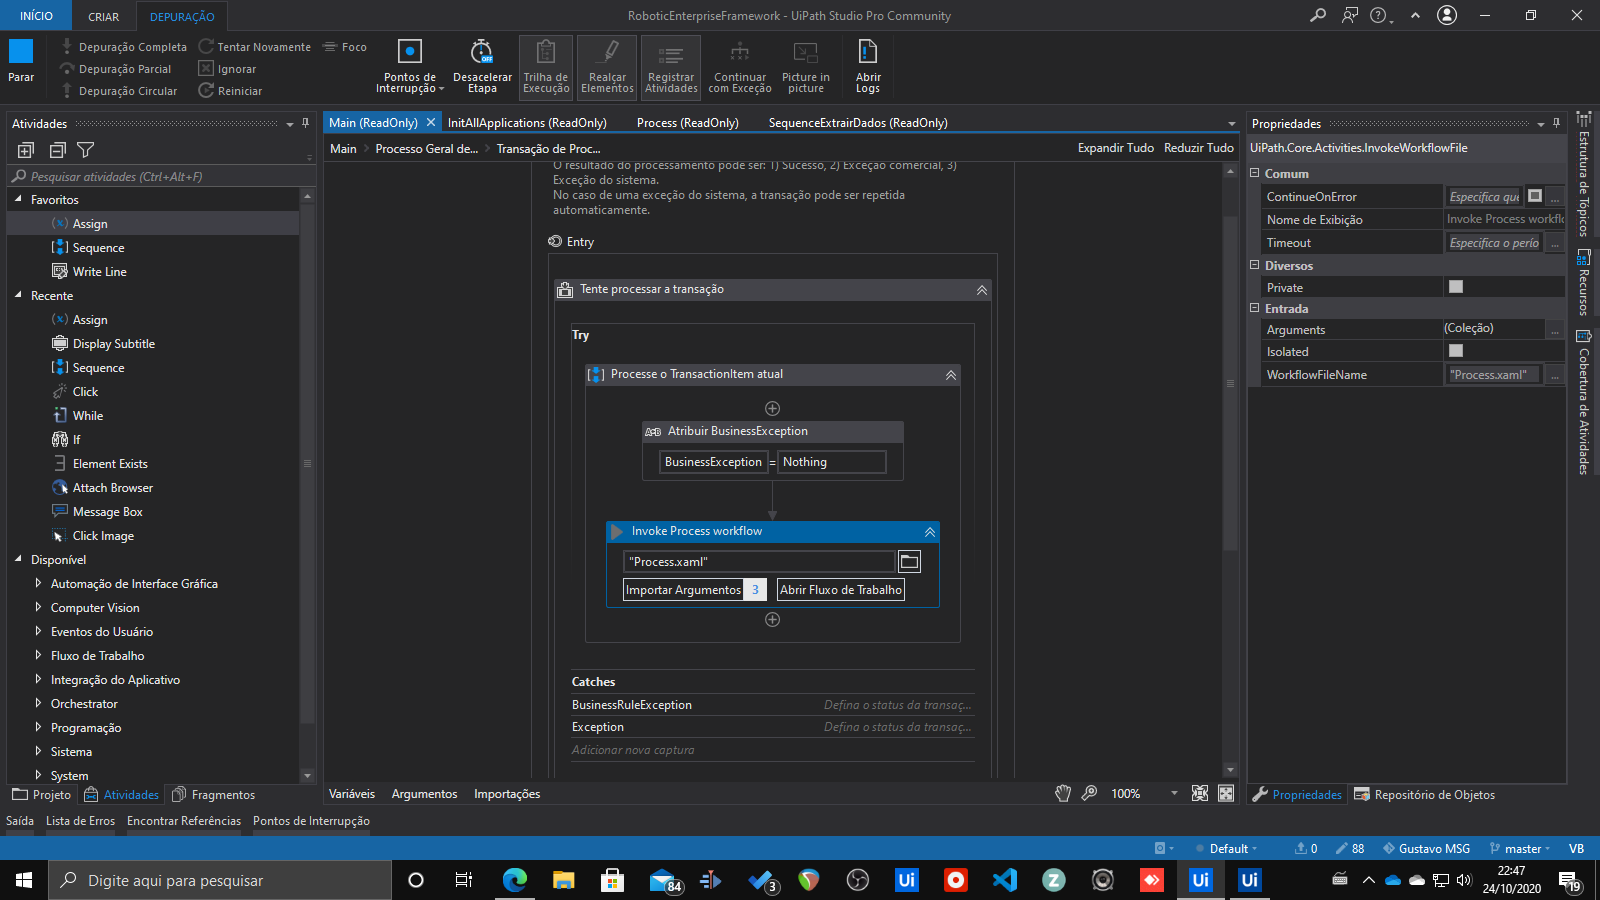 INÍCIO
CRIAR
DEPURAÇÃO
RoboticEnterpriseFramework - UiPath Studio Pro Community
Parar
Depuração Completa
Depuração Parcial
Depuração Circular
Tentar Novamente
Ignorar
Reiniciar
Foco
Pontos de
Interrupção
Desacelerar
Etapa
Trilha de
Execução
Realçar
Elementos
Registrar
Atividades
Continuar
com Exceção
Picture in
picture
Abrir
Logs
Atividades
Pesquisar atividades (Ctrl+Alt+F)
Favoritos
Assign
Sequence
Write Line
Recente
Assign
Display Subtitle
Sequence
Click
While
If
Element Exists
Attach Browser
Message Box
Click Image
Disponível
Automação de Interface Gráfica
Computer Vision
Eventos do Usuário
Fluxo de Trabalho
Integração do Aplicativo
Orchestrator
Programação
Sistema
System
Projeto
Atividades
Fragmentos
Main (ReadOnly)
InitAllApplications (ReadOnly)
Process (ReadOnly)
SequenceExtrairDados (ReadOnly)
Main > Processo Geral de... > Transação de Proc...
Expandir Tudo
Reduzir Tudo
O resultado do processamento pode ser: 1) Sucesso, 2) Exceção comercial, 3)
Exceção do sistema.
No caso de uma exceção do sistema, a transação pode ser repetida
automaticamente.
Entry
Tente processar a transação
Try
Processe o TransactionItem atual
A+B Atribuir BusinessException
BusinessException = Nothing
Invoke Process workflow
"Process.xaml"
Importar Argumentos 3
Abrir Fluxo de Trabalho
Catches
BusinessRuleException Defina o status da transaç...
Exception Defina o status da transaç...
Adicionar nova captura
Variáveis
Argumentos
Importações
100%
Propriedades
UiPath.Core.Activities.InvokeWorkflowFile
Comum
ContinueOnError Especifica que ...
Nome de Exibição Invoke Process workflo
Timeout Especifica o perío ...
Diversos
Private
Entrada
Arguments (Coleção) ...
Isolated
WorkflowFileName "Process.xaml" ...
Propriedades
Repositório de Objetos
Estrutura de Tópicos
Recursos
Cobertura de Atividades
Saída
Lista de Erros
Encontrar Referências
Pontos de Interrupção
Default
0
88
Gustavo MSG
master
VB
Digite aqui para pesquisar
84
3
Ui
Z
Ui
Ui
22:47
24/10/2020
19